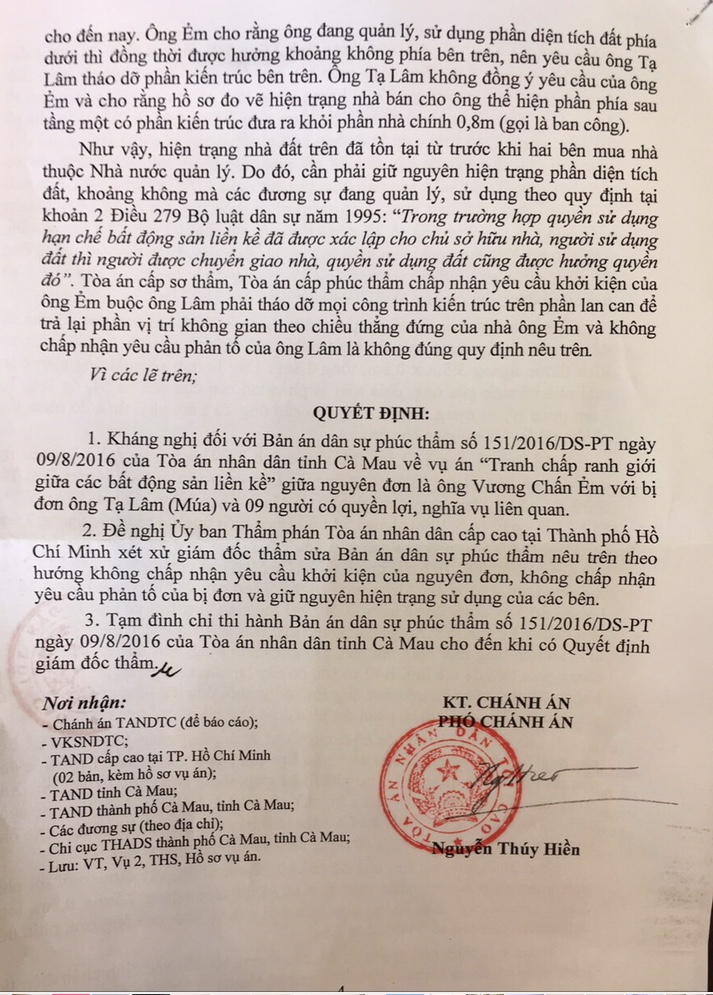 cho đến nay. Ông Ẻm cho rằng ông đang quản lý, sử dụng phần diện tích đất phía
dưới thì đồng thời được hưởng khoảng không phía bên trên, nên yêu cầu ông Tạ
Lâm tháo dỡ phần kiến trúc bên trên. Ông Tạ Lâm không đồng ý yêu cầu của ông
Ẻm và cho rằng hồ sơ đo vẽ hiện trạng nhà bán cho ông thể hiện phần phía sau
tầng một có phần kiến trúc đưa ra khỏi phần nhà chính 0,8m (gọi là ban công).
Như vậy, hiện trạng nhà đất trên đã tồn tại từ trước khi hai bên mua nhà
thuộc Nhà nước quản lý. Do đó, cần phải giữ nguyên hiện trạng phần diện tích
đất, khoảng không mà các đương sự đang quản lý, sử dụng theo quy định tại
khoản 2 Điều 279 Bộ luật dân sự năm 1995: “Trong trường hợp quyền sử dụng
hạn chế bất động sản liền kề đã được xác lập cho chủ sở hữu nhà, người sử dụng
đất thì người được chuyển giao nhà, quyền sử dụng đất cũng được hưởng quyền
đó”. Tòa án cấp sơ thẩm, Tòa án cấp phúc thẩm chấp nhận yêu cầu khởi kiện của
ông Ẻm buộc ông Lâm phải tháo dỡ mọi công trình kiến trúc trên phần lan can để
trả lại phần vị trí không gian theo chiều thẳng đứng của nhà ông Ẻm và không
chấp nhận yêu cầu phản tố của ông Lâm là không đúng quy định nêu trên.
Vì các lẽ trên;
QUYẾT ĐỊNH:
1. Kháng nghị đối với Bản án dân sự phúc thẩm số 151/2016/DS-PT ngày
09/8/2016 của Tòa án nhân dân tỉnh Cà Mau về vụ án “Tranh chấp ranh giới
giữa các bất động sản liền kề” giữa nguyên đơn là ông Vương Chấn Ẻm với bị
đơn ông Tạ Lâm (Múa) và 09 người có quyền lợi, nghĩa vụ liên quan.
2. Đề nghị Ủy ban Thẩm phán Tòa án nhân dân cấp cao tại Thành phố Hồ
Chí Minh xét xử giám đốc thẩm sửa Bản án dân sự phúc thẩm nêu trên theo
hướng không chấp nhận yêu cầu khởi kiện của nguyên đơn, không chấp nhận
yêu cầu phản tố của bị đơn và giữ nguyên hiện trạng sử dụng của các bên.
3. Tạm đình chỉ thi hành Bản án dân sự phúc thẩm số 151/2016/DS-PT
ngày 09/8/2016 của Tòa án nhân dân tỉnh Cà Mau cho đến khi có Quyết định
giám đốc thẩm.
Nơi nhận:
- Chánh án TANDTC (để báo cáo);
- VKSNDTC;
- TAND cấp cao tại TP. Hồ Chí Minh
(02 bản, kèm hồ sơ vụ án);
- TAND tỉnh Cà Mau;
- TAND thành phố Cà Mau, tỉnh Cà Mau;
- Các đương sự (theo địa chỉ);
- Chi cục THADS thành phố Cà Mau, tỉnh Cà Mau;
- Lưu: VT, Vụ 2, THS, Hồ sơ vụ án.
KT. CHÁNH ÁN
PHÓ CHÁNH ÁN
TÒA ÁN NHÂN DÂN TỐI CAO
Nguyễn Thúy Hiền